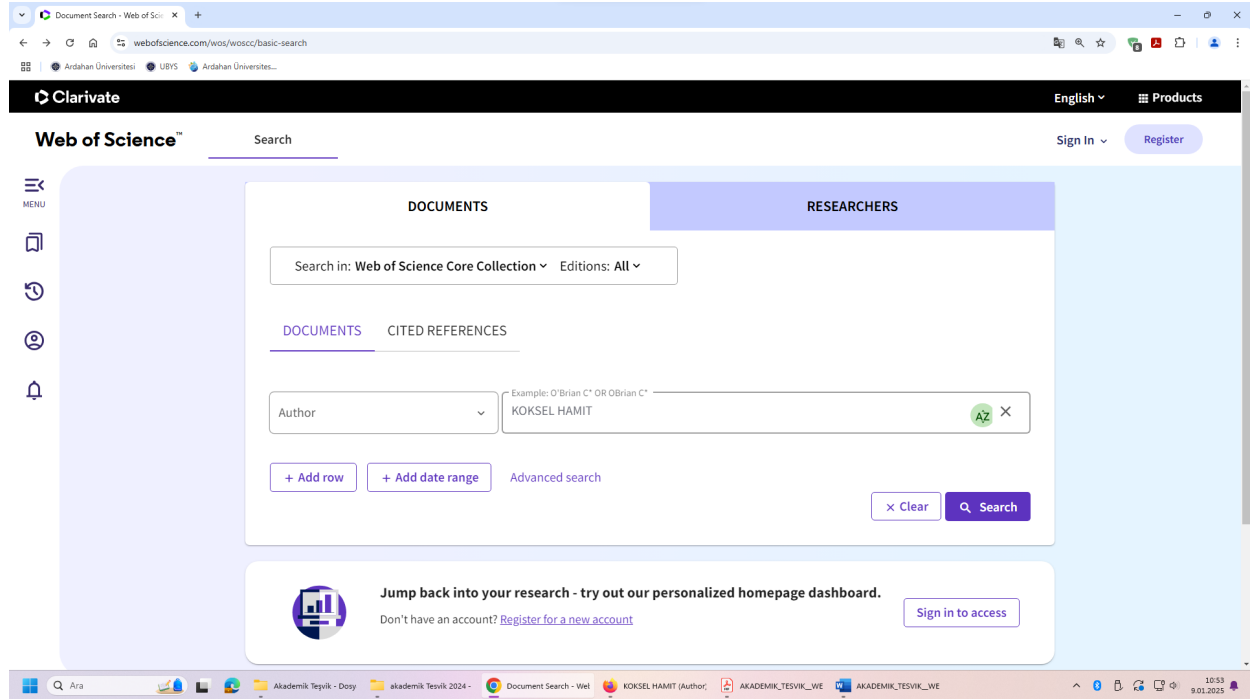 Document Search - Web of Scie
webofscience.com/wos/woscc/basic-search
Ardahan Üniversitesi UBYS Ardahan Üniversites...
Clarivate English Products
Web of Science™ Search Sign In Register
MENU
DOCUMENTS RESEARCHERS
Search in: Web of Science Core Collection Editions: All
DOCUMENTS CITED REFERENCES
Example: O'Brian C* OR OBrian C*
Author KOKSEL HAMIT
+ Add row + Add date range Advanced search
× Clear Search
Jump back into your research - try out our personalized homepage dashboard.
Don't have an account? Register for a new account
Sign in to access
Ara Akademik Teşvik - Dosy akademik Tesvik 2024 - Document Search - Wel KOKSEL HAMIT (Author) AKADEMIK_TESVIK__WE AKADEMIK_TESVIK__WE
10:53
9.01.2025